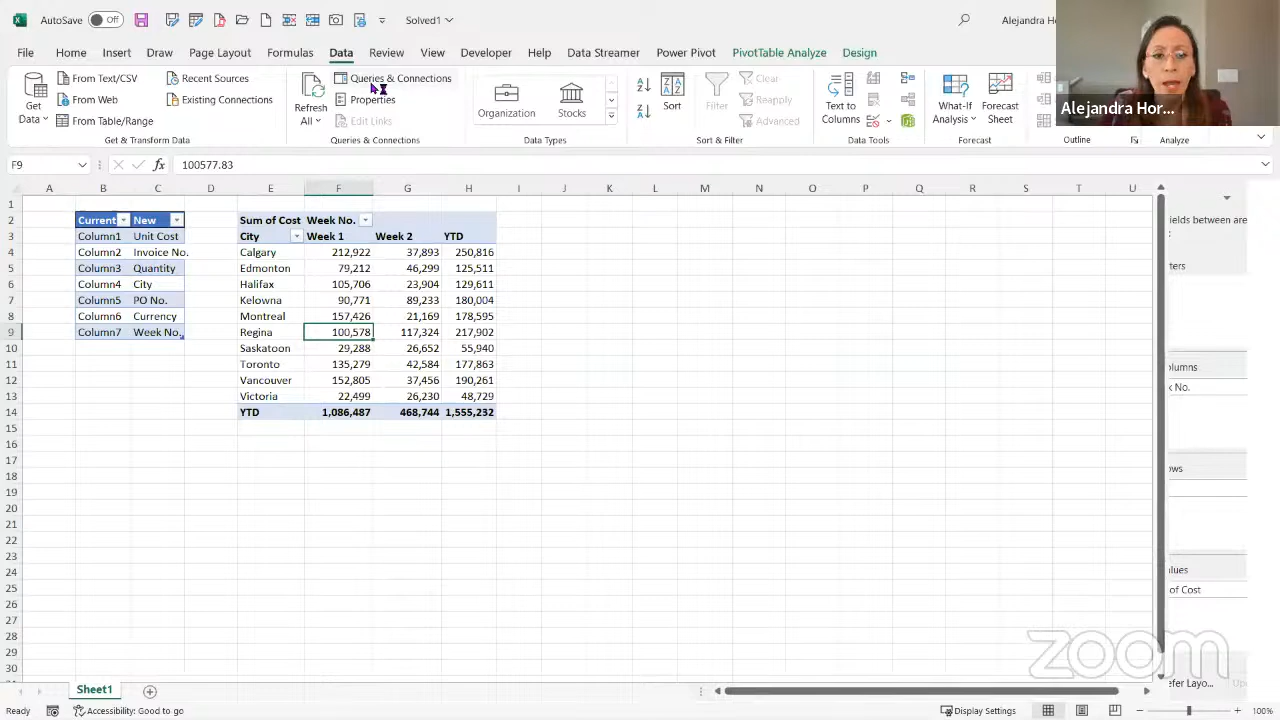 AutoSave Off Solved1 Alejandra Ho
File Home Insert Draw Page Layout Formulas Data Review View Developer Help Data Streamer Power Pivot PivotTable Analyze Design
Get Data
From Text/CSV
From Web
From Table/Range
Recent Sources
Existing Connections
Get & Transform Data
Refresh All
Queries & Connections
Properties
Edit Links
Queries & Connections
Organization Stocks
Data Types
Sort Filter
Clear
Reapply
Advanced
Sort & Filter
Text to Columns
Data Tools
What-If Analysis
Forecast Sheet
Forecast
Outline
Analyze
Alejandra Hor...
F9 fx 100577.83
A B C D E F G H I J K L M N O P Q R S T U
1
2 Current New Sum of Cost Week No.
3 Column1 Unit Cost City Week 1 Week 2 YTD
4 Column2 Invoice No. Calgary 212,922 37,893 250,816
5 Column3 Quantity Edmonton 79,212 46,299 125,511
6 Column4 City Halifax 105,706 23,904 129,611
7 Column5 PO No. Kelowna 90,771 89,233 180,004
8 Column6 Currency Montreal 157,426 21,169 178,595
9 Column7 Week No. Regina 100,578 117,324 217,902
10 Saskatoon 29,288 26,652 55,940
11 Toronto 135,279 42,584 177,863
12 Vancouver 152,805 37,456 190,261
13 Victoria 22,499 26,230 48,729
14 YTD 1,086,487 468,744 1,555,232
15
16
17
18
19
20
21
22
23
24
25
26
27
28
29
30
ields between are
ters
lumns
k No.
ows
lues
of Cost
efer Layo...
zoom
Sheet1
Ready Accessibility: Good to go Display Settings 100%